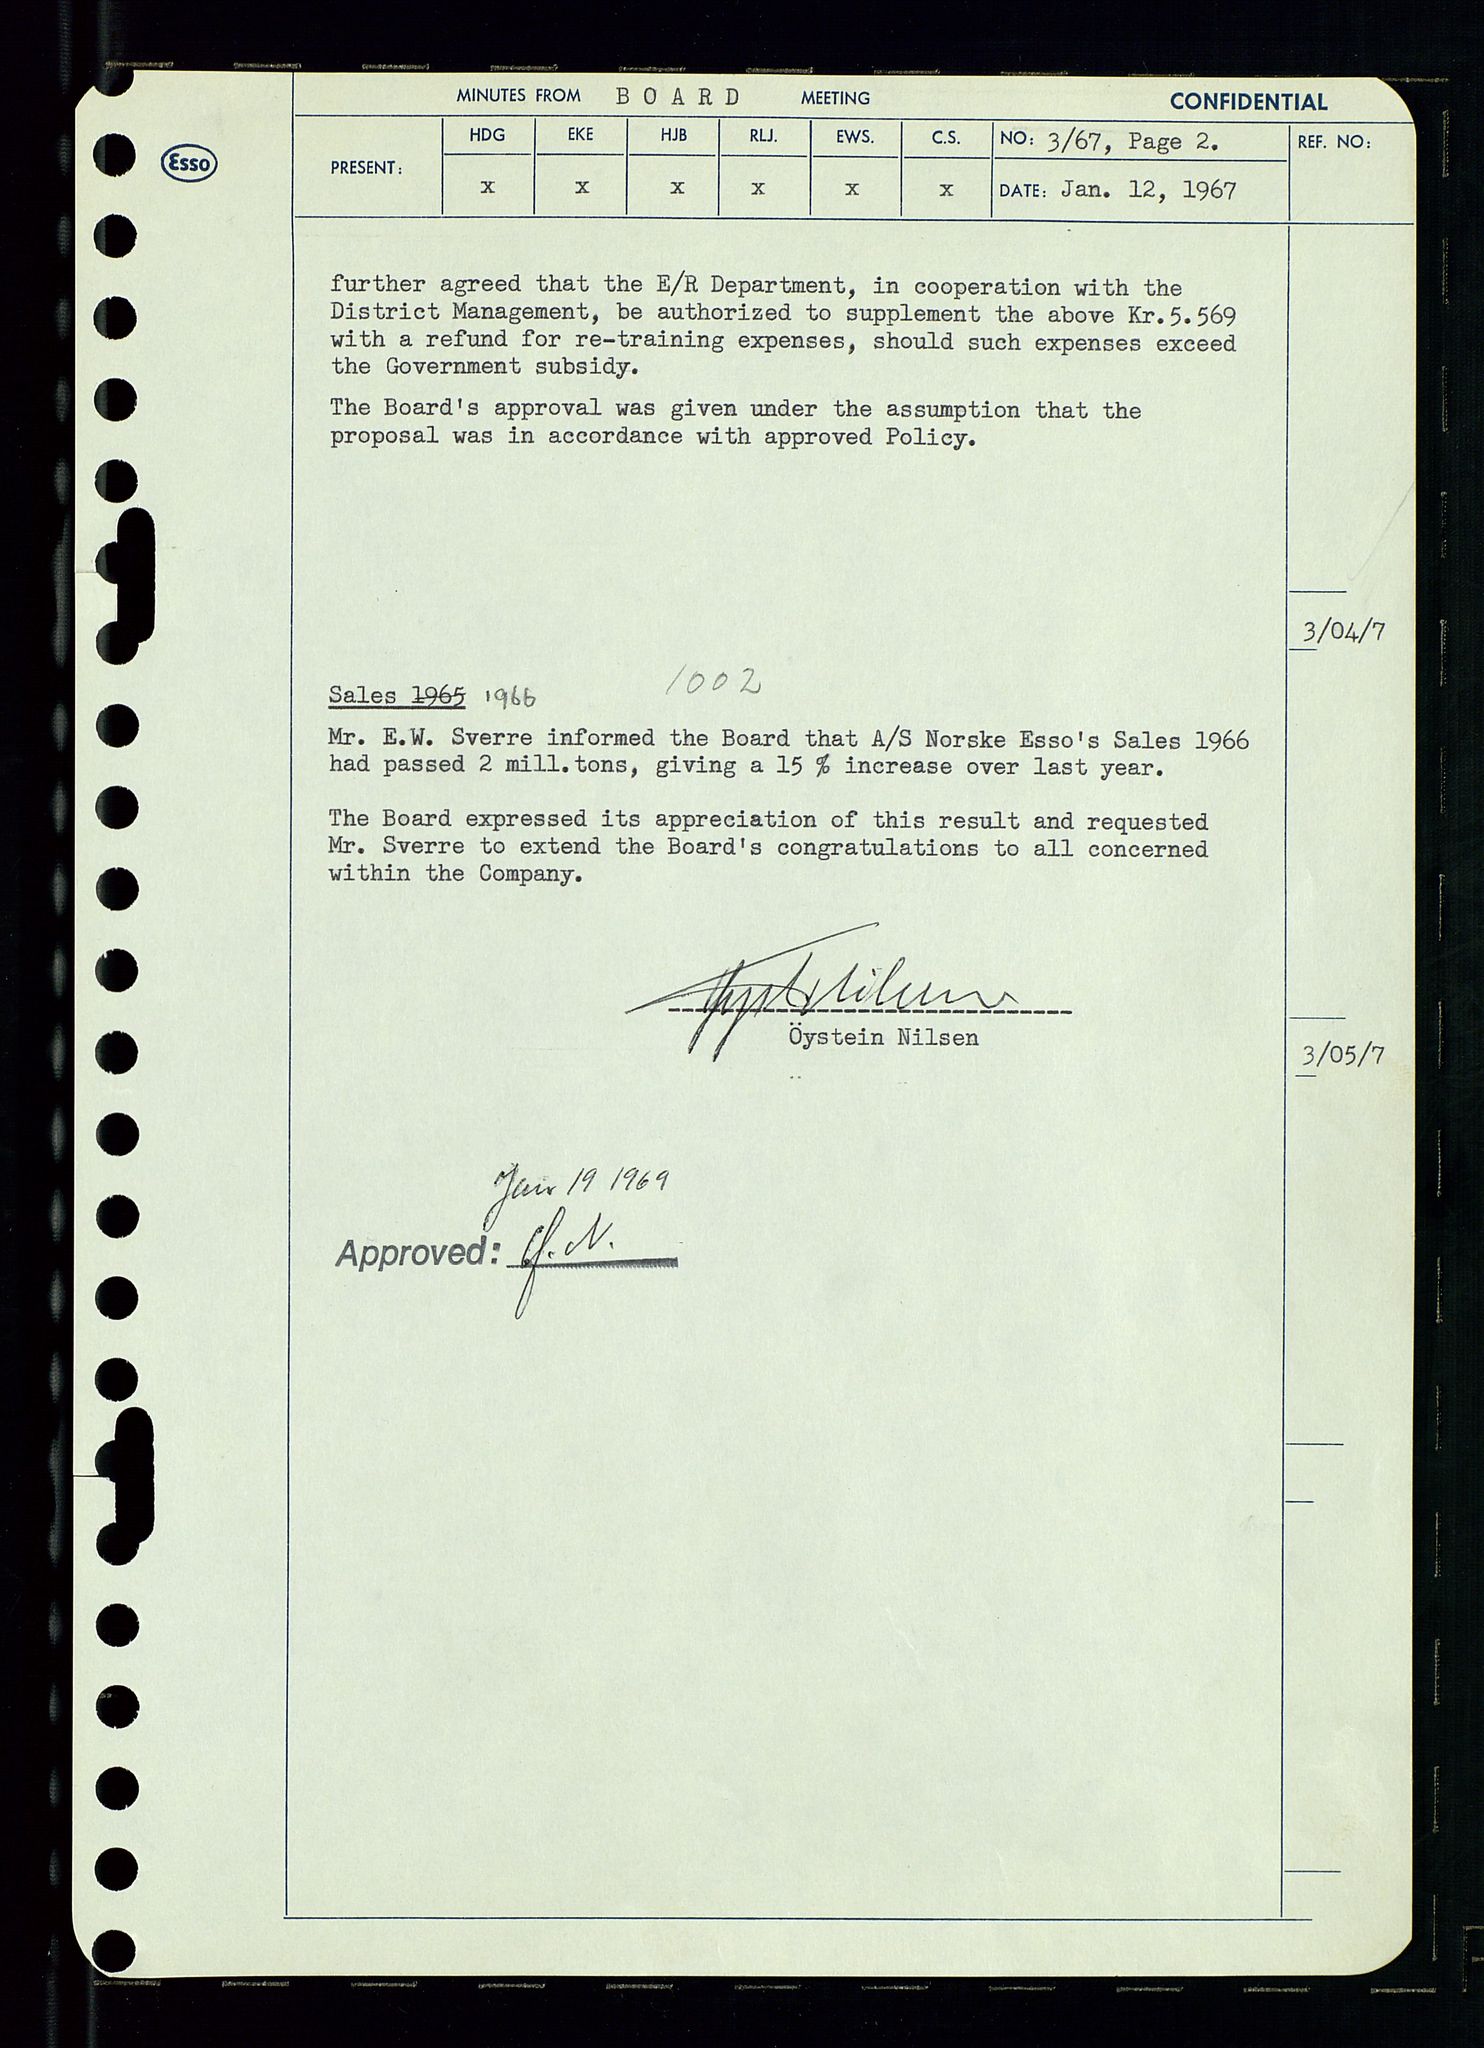 MINUTES FROM BOARD MEETING CONFIDENTIAL
Esso
PRESENT: HDG EKE HJB RLJ. EWS. C.S. NO: 3/67, Page 2. REF. NO:
x x x x x x DATE: Jan. 12, 1967
further agreed that the E/R Department, in cooperation with the
District Management, be authorized to supplement the above Kr.5.569
with a refund for re-training expenses, should such expenses exceed
the Government subsidy.
The Board's approval was given under the assumption that the
proposal was in accordance with approved Policy.
3/04/7
1002
Sales 1965 1966
Mr. E.W. Sverre informed the Board that A/S Norske Esso's Sales 1966
had passed 2 mill.tons, giving a 15 % increase over last year.
The Board expressed its appreciation of this result and requested
Mr. Sverre to extend the Board's congratulations to all concerned
within the Company.
Öystein Nilsen
3/05/7
Jan 19 1969
Approved: